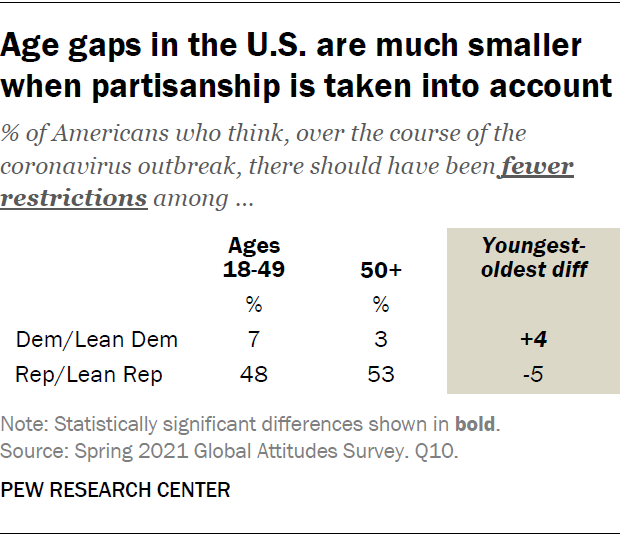 Age gaps in the U.S. are much smaller
when partisanship is taken into account
% of Americans who think, over the course of the
coronavirus outbreak, there should have been fewer
restrictions among ...
Ages 18-49 50+ Youngest-oldest diff
% %
Dem/Lean Dem 7 3 +4
Rep/Lean Rep 48 53 -5
Note: Statistically significant differences shown in bold.
Source: Spring 2021 Global Attitudes Survey. Q10.
PEW RESEARCH CENTER